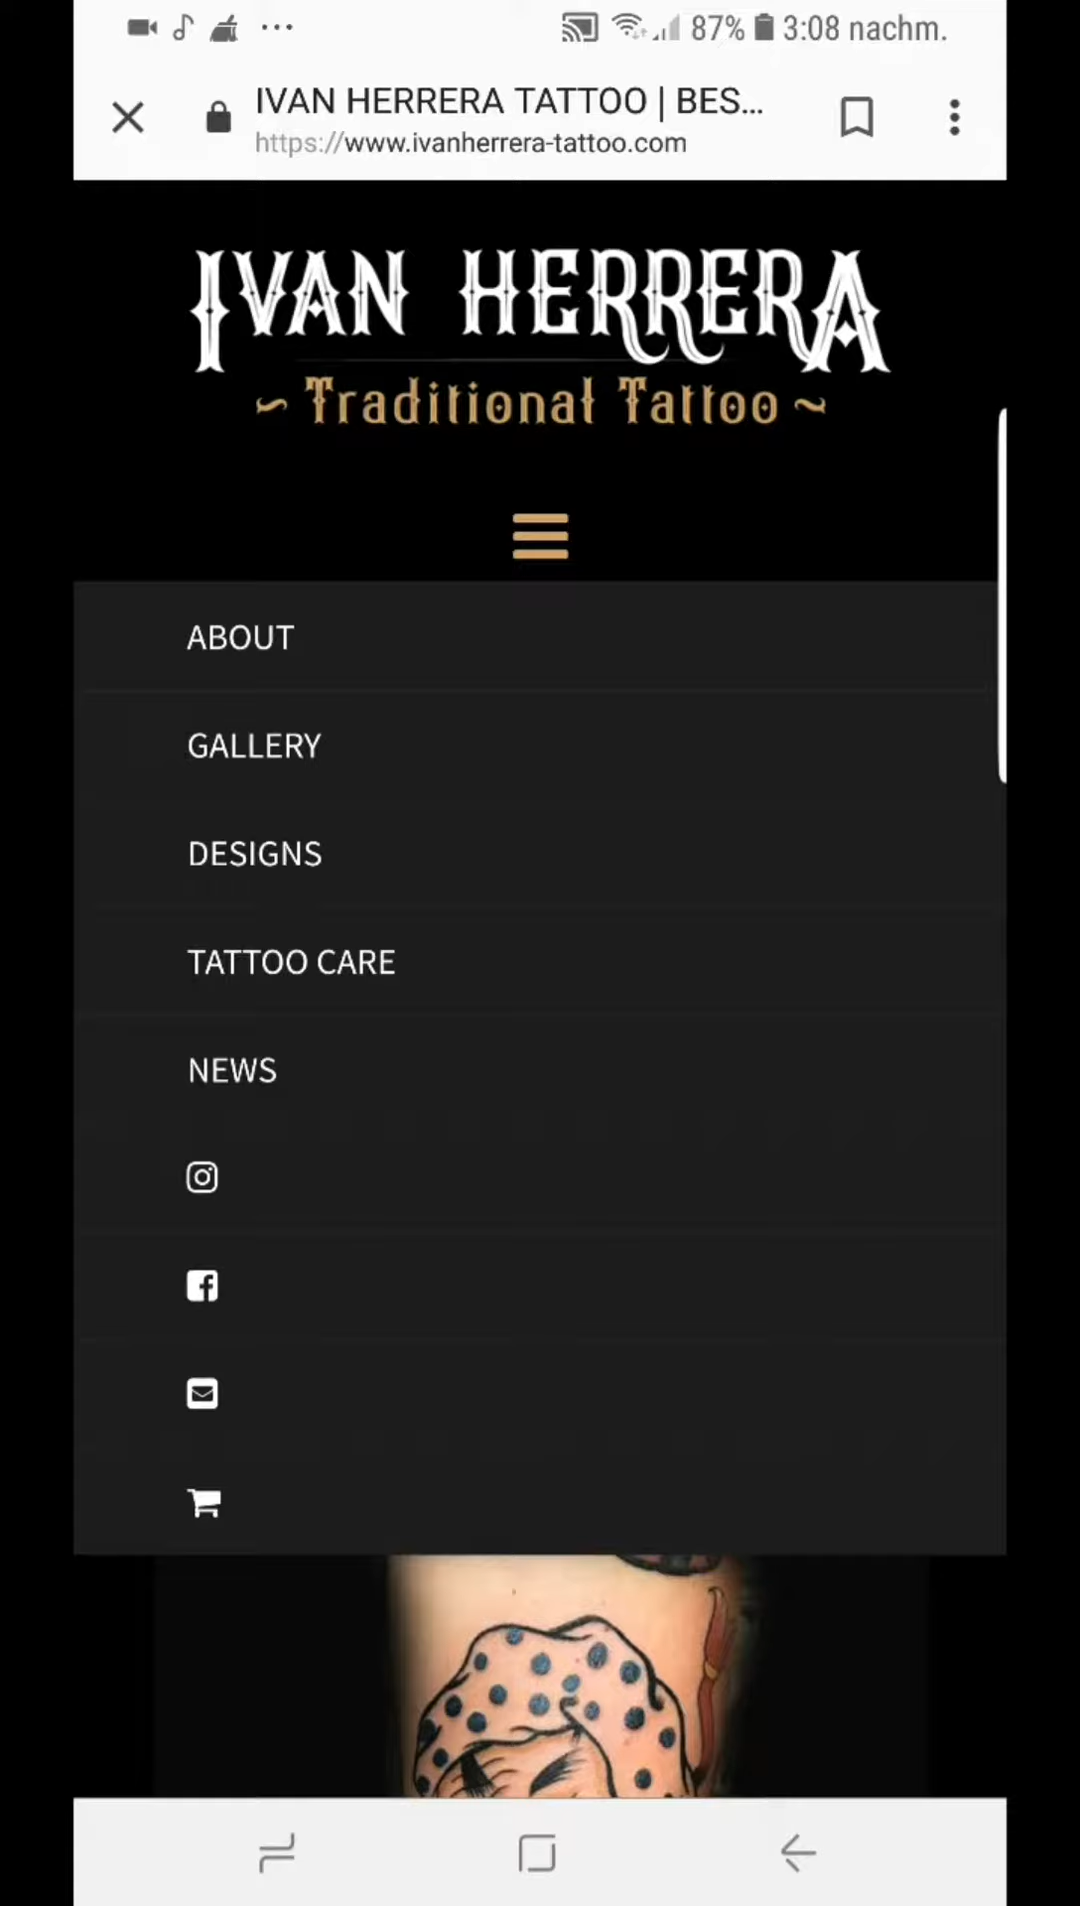 87% 3:08 nachm.
IVAN HERRERA TATTOO | BES...
https://www.ivanherrera-tattoo.com
IVAN HERRERA
~ Traditional Tattoo ~
ABOUT
GALLERY
DESIGNS
TATTOO CARE
NEWS